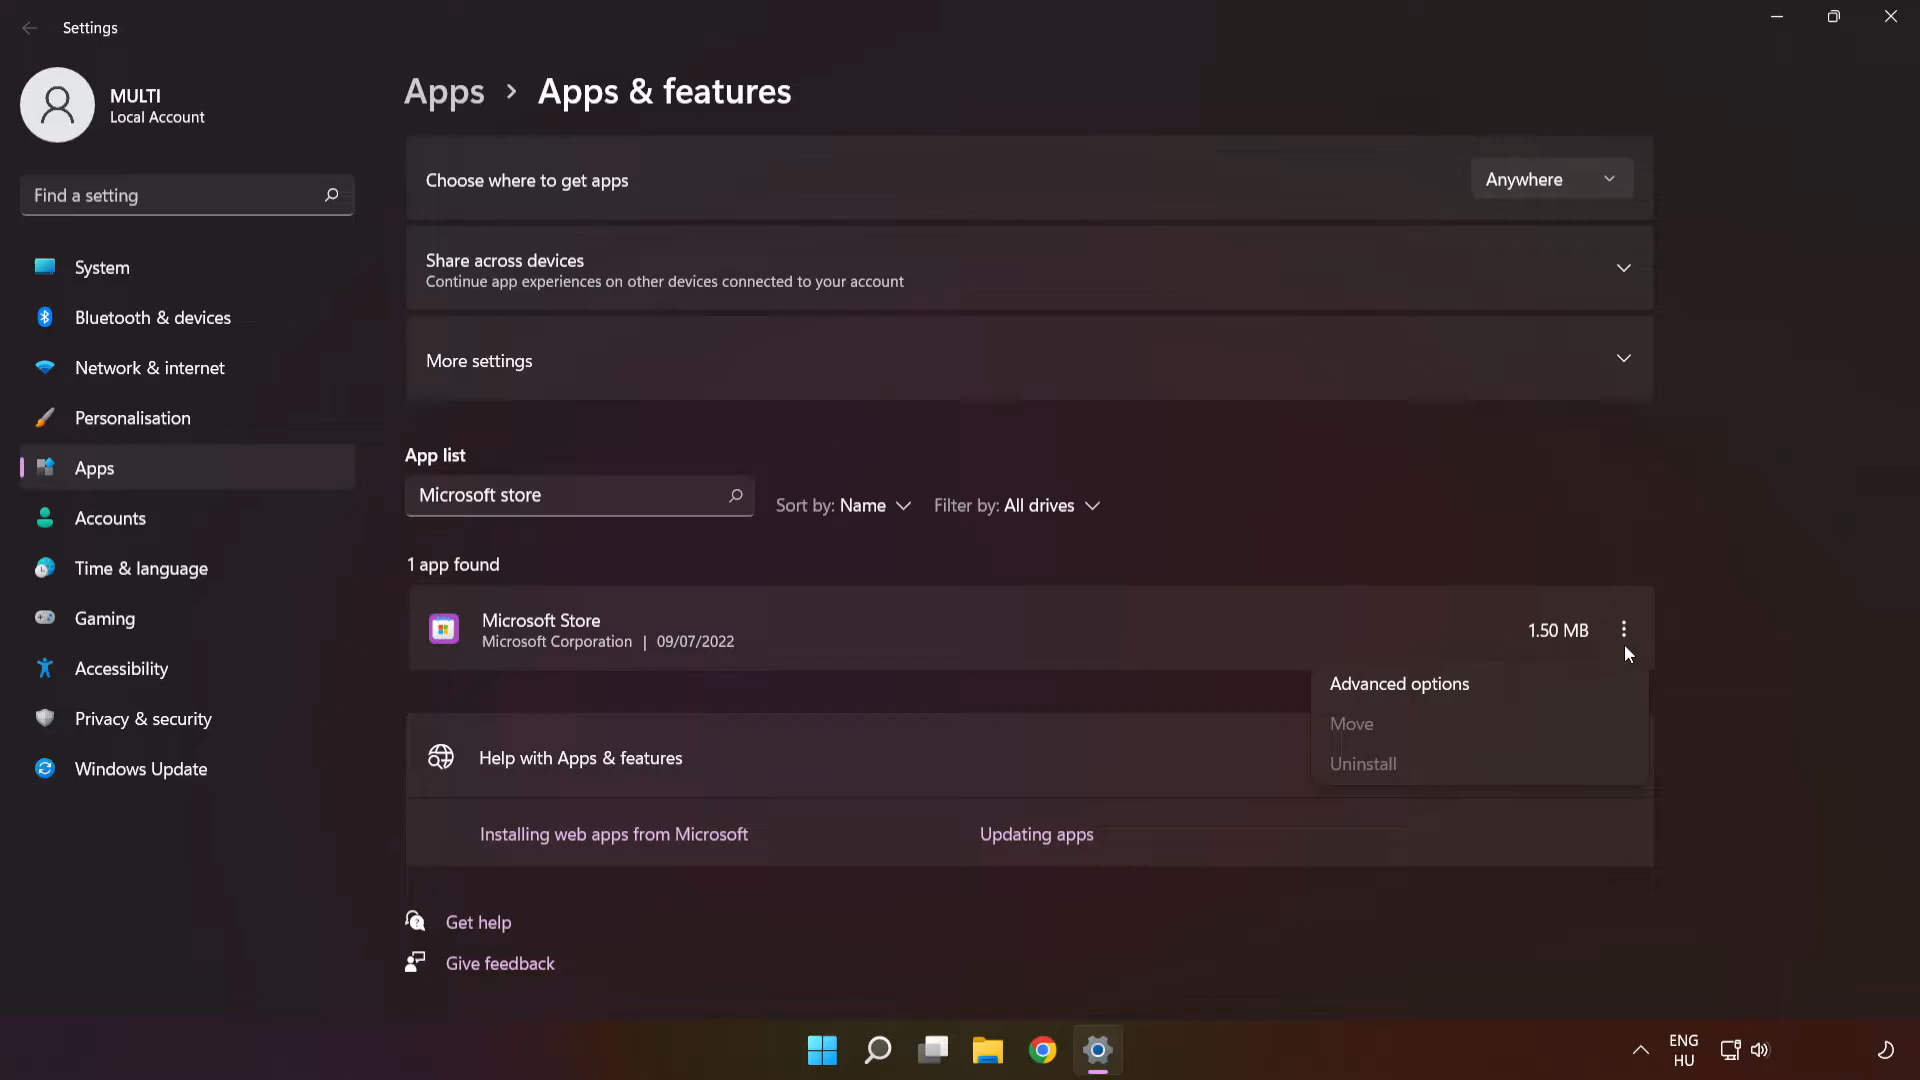 Settings
MULTI
Local Account
Find a setting
System
Bluetooth & devices
Network & internet
Personalisation
Apps
Accounts
Time & language
Gaming
Accessibility
Privacy & security
Windows Update
Apps > Apps & features
Choose where to get apps
Anywhere
Share across devices
Continue app experiences on other devices connected to your account
More settings
App list
Microsoft store
Sort by: Name
Filter by: All drives
1 app found
Microsoft Store
Microsoft Corporation | 09/07/2022
1.50 MB
Advanced options
Move
Uninstall
Help with Apps & features
Installing web apps from Microsoft
Updating apps
Get help
Give feedback
ENG
HU